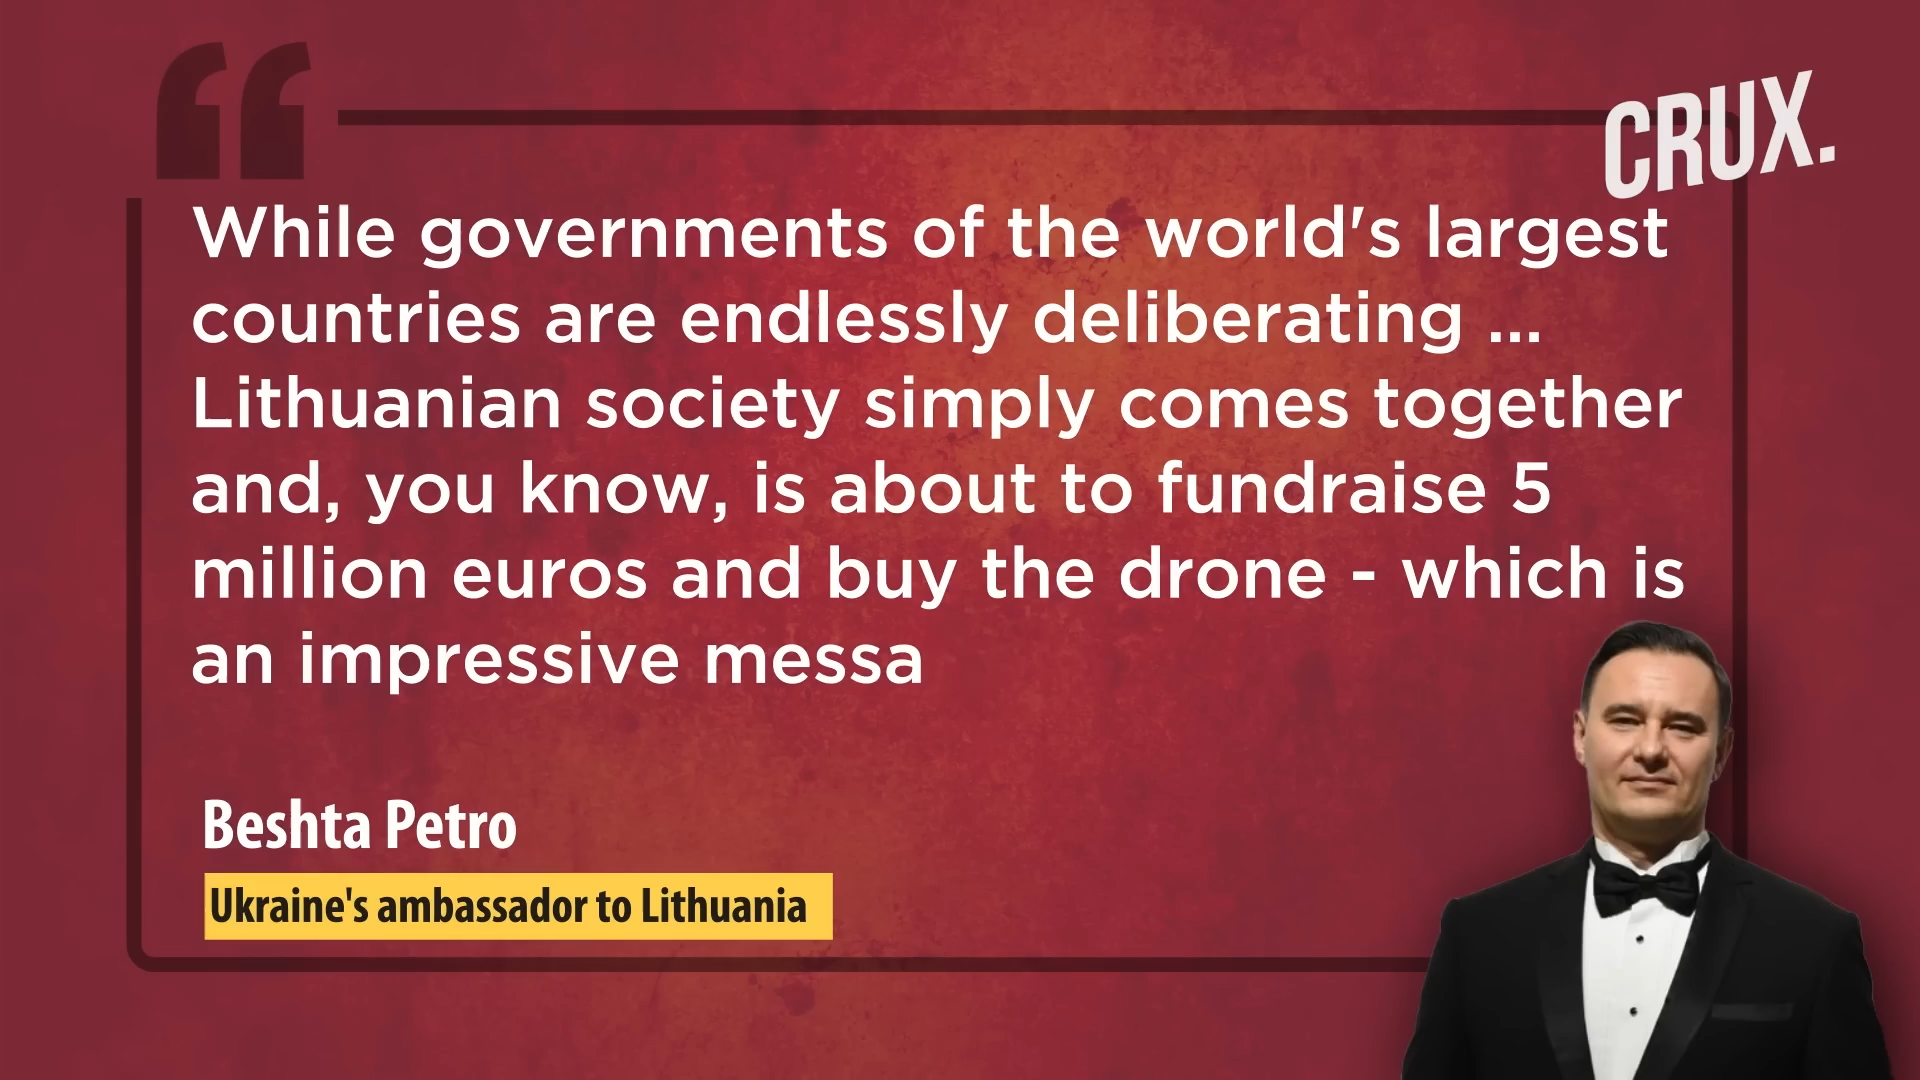 CRUX.
While governments of the world's largest
countries are endlessly deliberating ...
Lithuanian society simply comes together
and, you know, is about to fundraise 5
million euros and buy the drone - which is
an impressive messa
Beshta Petro
Ukraine's ambassador to Lithuania